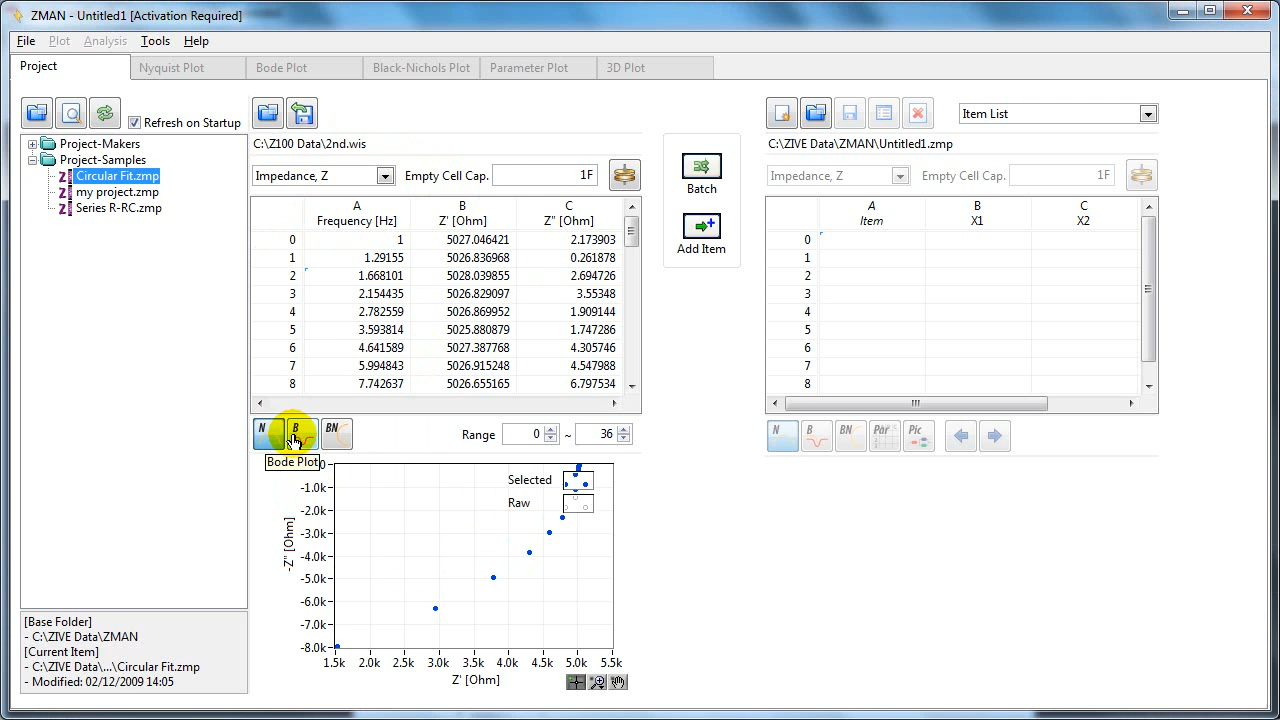 ZMAN - Untitled1 [Activation Required]
File Plot Analysis Tools Help
Project Nyquist Plot Bode Plot Black-Nichols Plot Parameter Plot 3D Plot
Refresh on Startup
Item List
Project-Makers
Project-Samples
Circular Fit.zmp
my project.zmp
Series R-RC.zmp
C:\Z100 Data\2nd.wis
Impedance, Z Empty Cell Cap. 1F
A B C
Frequency [Hz] Z' [Ohm] Z" [Ohm]
0 1 5027.046421 2.173903
1 1.29155 5026.836968 0.261878
2 1.668101 5028.039855 2.694726
3 2.154435 5026.829097 3.55348
4 2.782559 5026.869952 1.909144
5 3.593814 5025.880879 1.747286
6 4.641589 5027.387768 4.305746
7 5.994843 5026.915248 4.547988
8 7.742637 5026.655165 6.797534
N B BN Range 0 ~ 36
Bode Plot
0
-1.0k
-2.0k
-3.0k
-4.0k
-5.0k
-6.0k
-7.0k
-8.0k
-Z" [Ohm]
Selected
Raw
1.5k 2.0k 2.5k 3.0k 3.5k 4.0k 4.5k 5.0k 5.5k
Z' [Ohm]
Batch
Add Item
C:\ZIVE Data\ZMAN\Untitled1.zmp
Impedance, Z Empty Cell Cap. 1F
A B C
Item X1 X2
0
1
2
3
4
5
6
7
8
N B BN Par Pic
[Base Folder]
- C:\ZIVE Data\ZMAN
[Current Item]
- C:\ZIVE Data\...\Circular Fit.zmp
- Modified: 02/12/2009 14:05